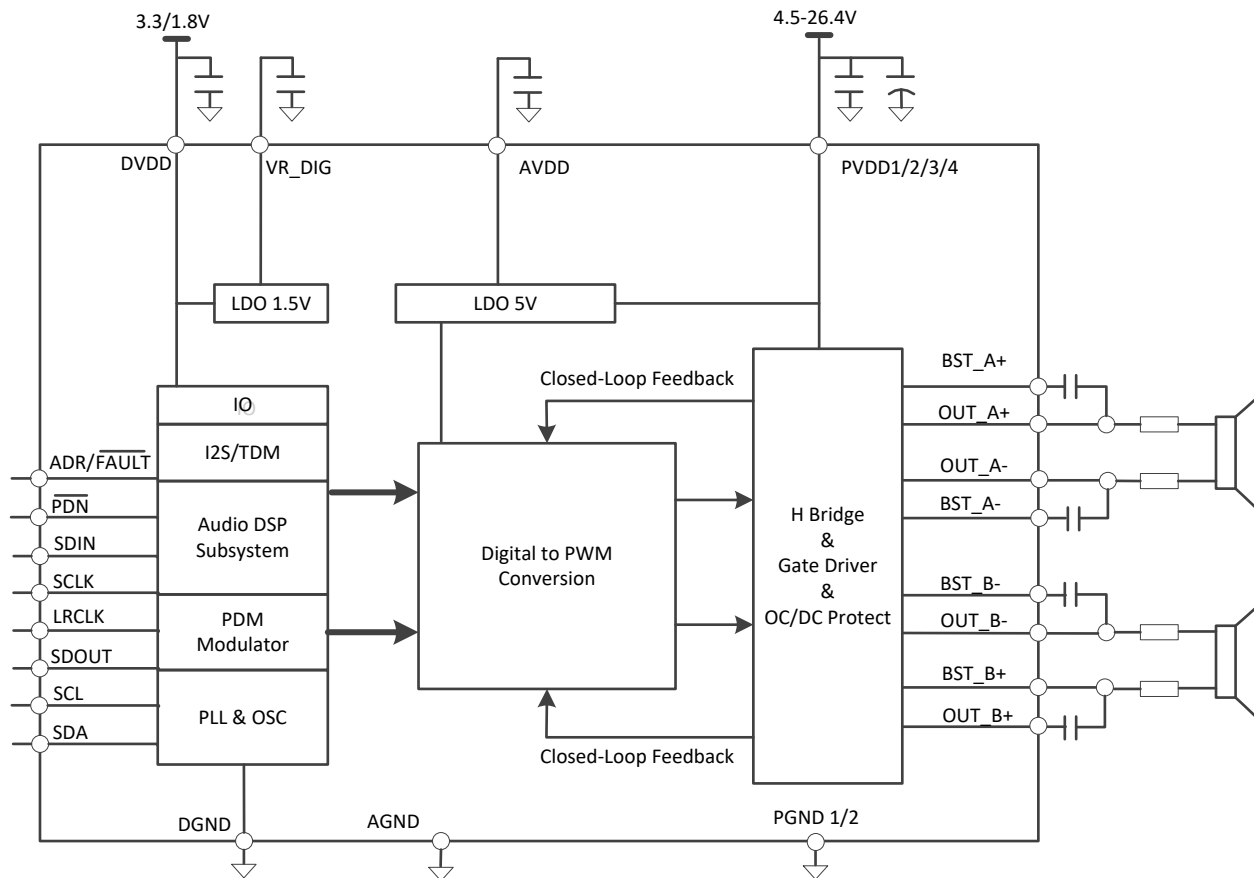 3.3/1.8V
4.5-26.4V
DVDD
VR_DIG
AVDD
PVDD1/2/3/4
LDO 1.5V
LDO 5V
IO
I2S/TDM
Audio DSP
Subsystem
PDM
Modulator
PLL & OSC
ADR/FAULT
PDN
SDIN
SCLK
LRCLK
SDOUT
SCL
SDA
Closed-Loop Feedback
Digital to PWM
Conversion
Closed-Loop Feedback
H Bridge
&
Gate Driver
&
OC/DC Protect
BST_A+
OUT_A+
OUT_A-
BST_A-
BST_B-
OUT_B-
BST_B+
OUT_B+
DGND
AGND
PGND 1/2